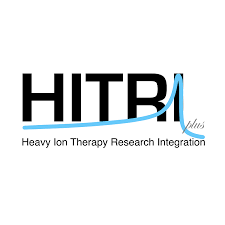 HITRI
plus
Heavy Ion Therapy Research Integration